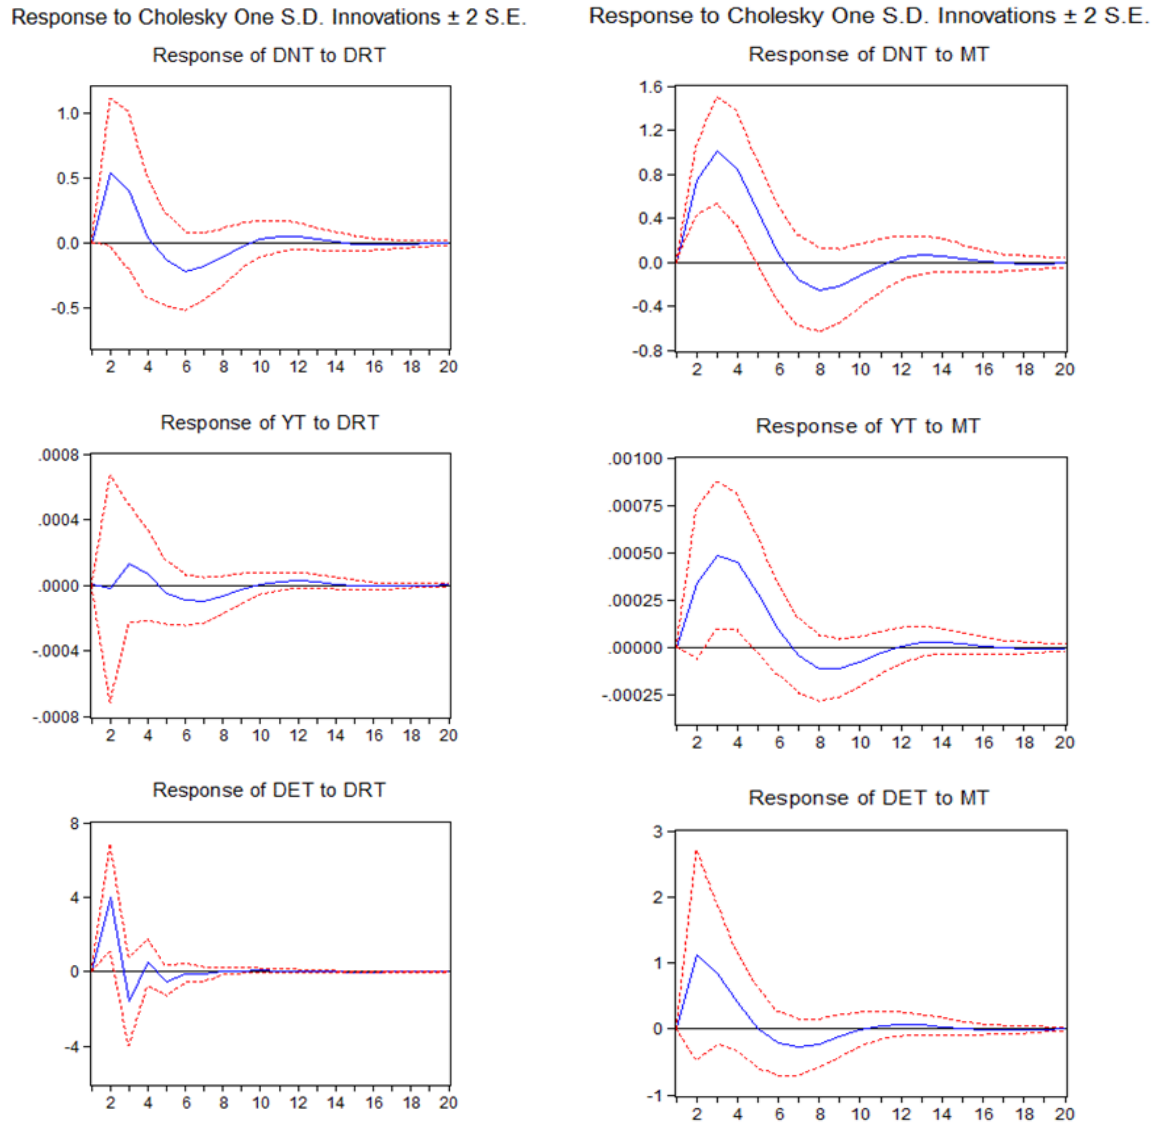 Response to Cholesky One S.D. Innovations ± 2 S.E.
Response of DNT to DRT
1.0
0.5
0.0
-0.5
2 4 6 8 10 12 14 16 18 20
Response of YT to DRT
.0008
.0004
.0000
-.0004
-.0008
2 4 6 8 10 12 14 16 18 20
Response of DET to DRT
8
4
0
-4
2 4 6 8 10 12 14 16 18 20
Response to Cholesky One S.D. Innovations ± 2 S.E.
Response of DNT to MT
1.6
1.2
0.8
0.4
0.0
-0.4
-0.8
2 4 6 8 10 12 14 16 18 20
Response of YT to MT
.00100
.00075
.00050
.00025
.00000
-.00025
2 4 6 8 10 12 14 16 18 20
Response of DET to MT
3
2
1
0
-1
2 4 6 8 10 12 14 16 18 20